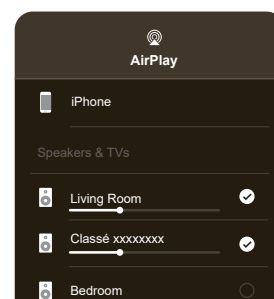 AirPlay
iPhone
Speakers & TVs
Living Room
Classé xxxxxxxx
Bedroom